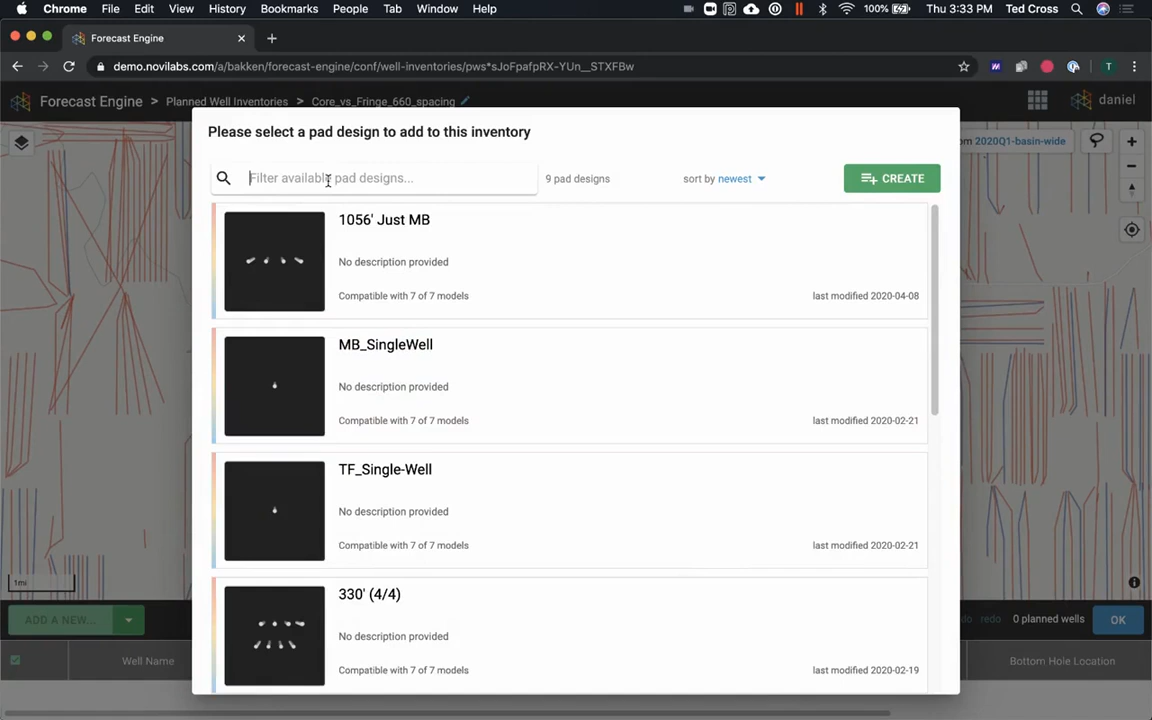 Chrome File Edit View History Bookmarks People Tab Window Help 100% Thu 3:33 PM Ted Cross
Forecast Engine
demo.novilabs.com/a/bakken/forecast-engine/conf/well-inventories/pws*sJoFpafpRX-YUn__STXFBw T
Forecast Engine > Planned Well Inventories > Core_vs_Fringe_660_spacing daniel
Please select a pad design to add to this inventory
om 2020Q1-basin-wide
Filter available pad designs... 9 pad designs sort by newest CREATE
1056' Just MB
No description provided
Compatible with 7 of 7 models last modified 2020-04-08
MB_SingleWell
No description provided
Compatible with 7 of 7 models last modified 2020-02-21
TF_Single-Well
No description provided
Compatible with 7 of 7 models last modified 2020-02-21
1mi
330' (4/4)
ADD A NEW... do redo 0 planned wells OK
No description provided
Well Name Bottom Hole Location
Compatible with 7 of 7 models last modified 2020-02-19